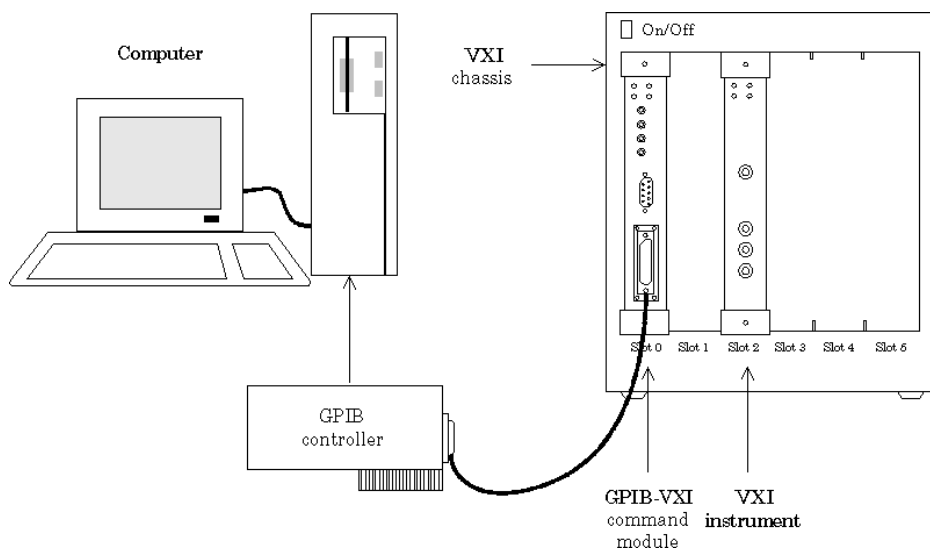 Computer
VXI
chassis
On/Off
Slot 0 Slot 1 Slot 2 Slot 3 Slot 4 Slot 5
GPIB
controller
GPIB-VXI
command
module
VXI
instrument